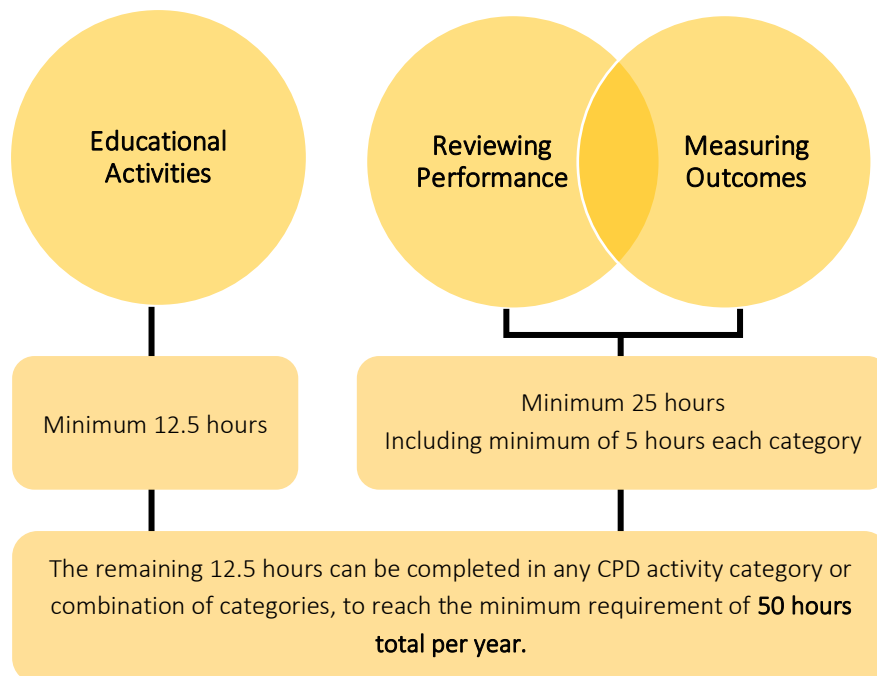 Educational
Activities
Reviewing
Performance
Measuring
Outcomes
Minimum 12.5 hours
Minimum 25 hours
Including minimum of 5 hours each category
The remaining 12.5 hours can be completed in any CPD activity category or
combination of categories, to reach the minimum requirement of 50 hours
total per year.